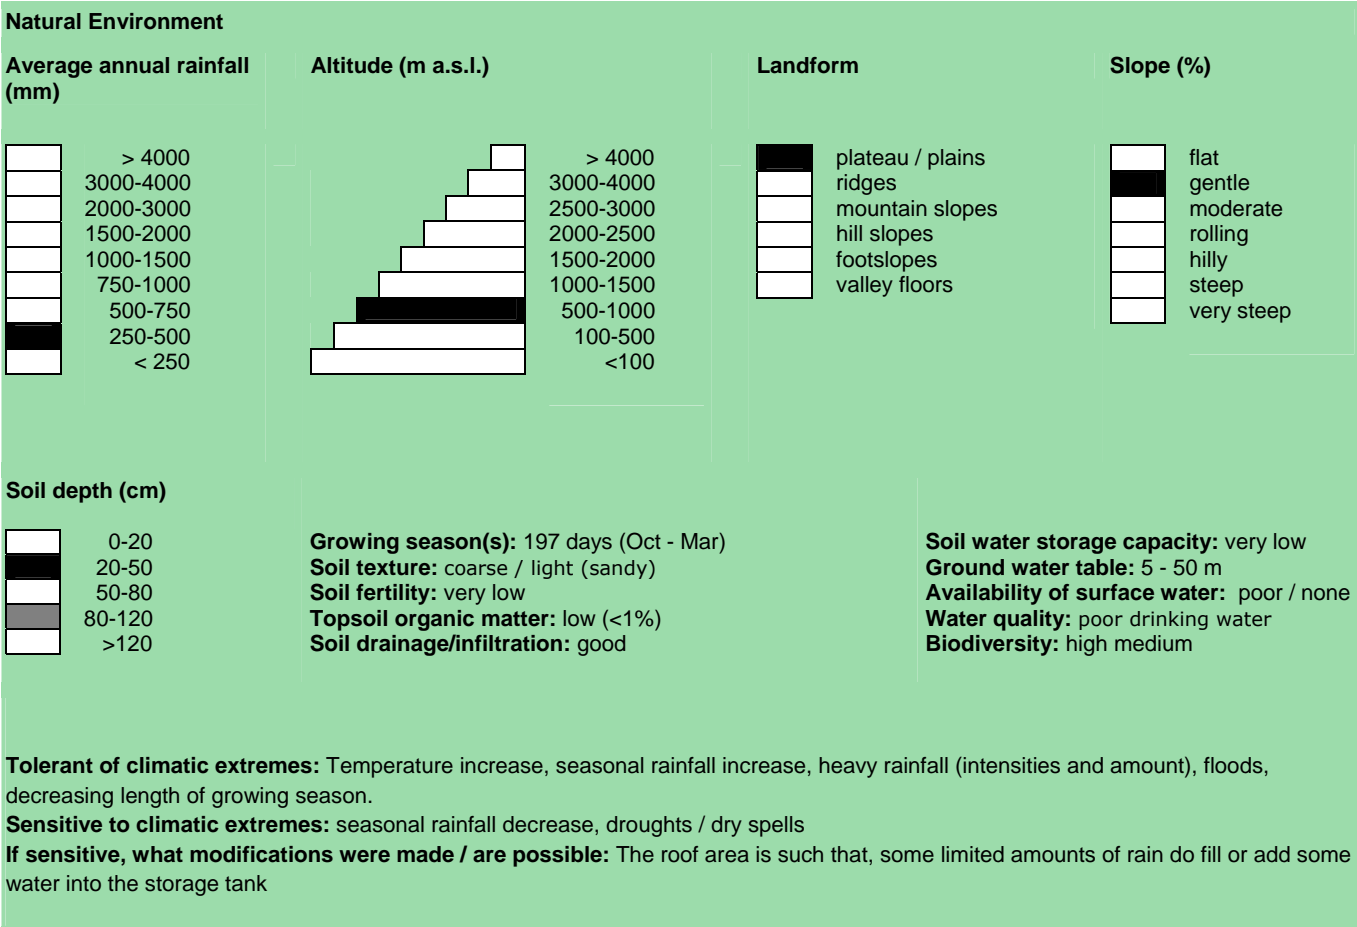 Natural Environment
Average annual rainfall
(mm)
> 4000
3000-4000
2000-3000
1500-2000
1000-1500
750-1000
500-750
250-500
< 250
Altitude (m a.s.l.)
> 4000
3000-4000
2500-3000
2000-2500
1500-2000
1000-1500
500-1000
100-500
<100
Landform
plateau / plains
ridges
mountain slopes
hill slopes
footslopes
valley floors
Slope (%)
flat
gentle
moderate
rolling
hilly
steep
very steep
Soil depth (cm)
0-20
20-50
50-80
80-120
>120
Growing season(s): 197 days (Oct - Mar)
Soil texture: coarse / light (sandy)
Soil fertility: very low
Topsoil organic matter: low (<1%)
Soil drainage/infiltration: good
Soil water storage capacity: very low
Ground water table: 5 - 50 m
Availability of surface water: poor / none
Water quality: poor drinking water
Biodiversity: high medium
Tolerant of climatic extremes: Temperature increase, seasonal rainfall increase, heavy rainfall (intensities and amount), floods,
decreasing length of growing season.
Sensitive to climatic extremes: seasonal rainfall decrease, droughts / dry spells
If sensitive, what modifications were made / are possible: The roof area is such that, some limited amounts of rain do fill or add some
water into the storage tank